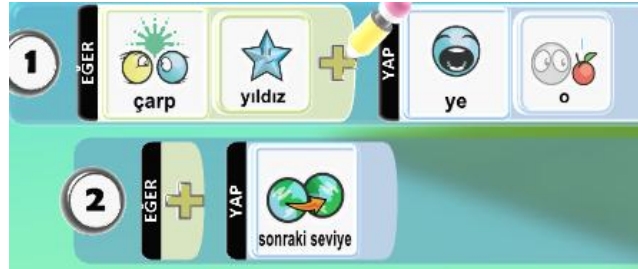 1 EĞER çarp yıldız YAP ye o
2 EĞER YAP sonraki seviye